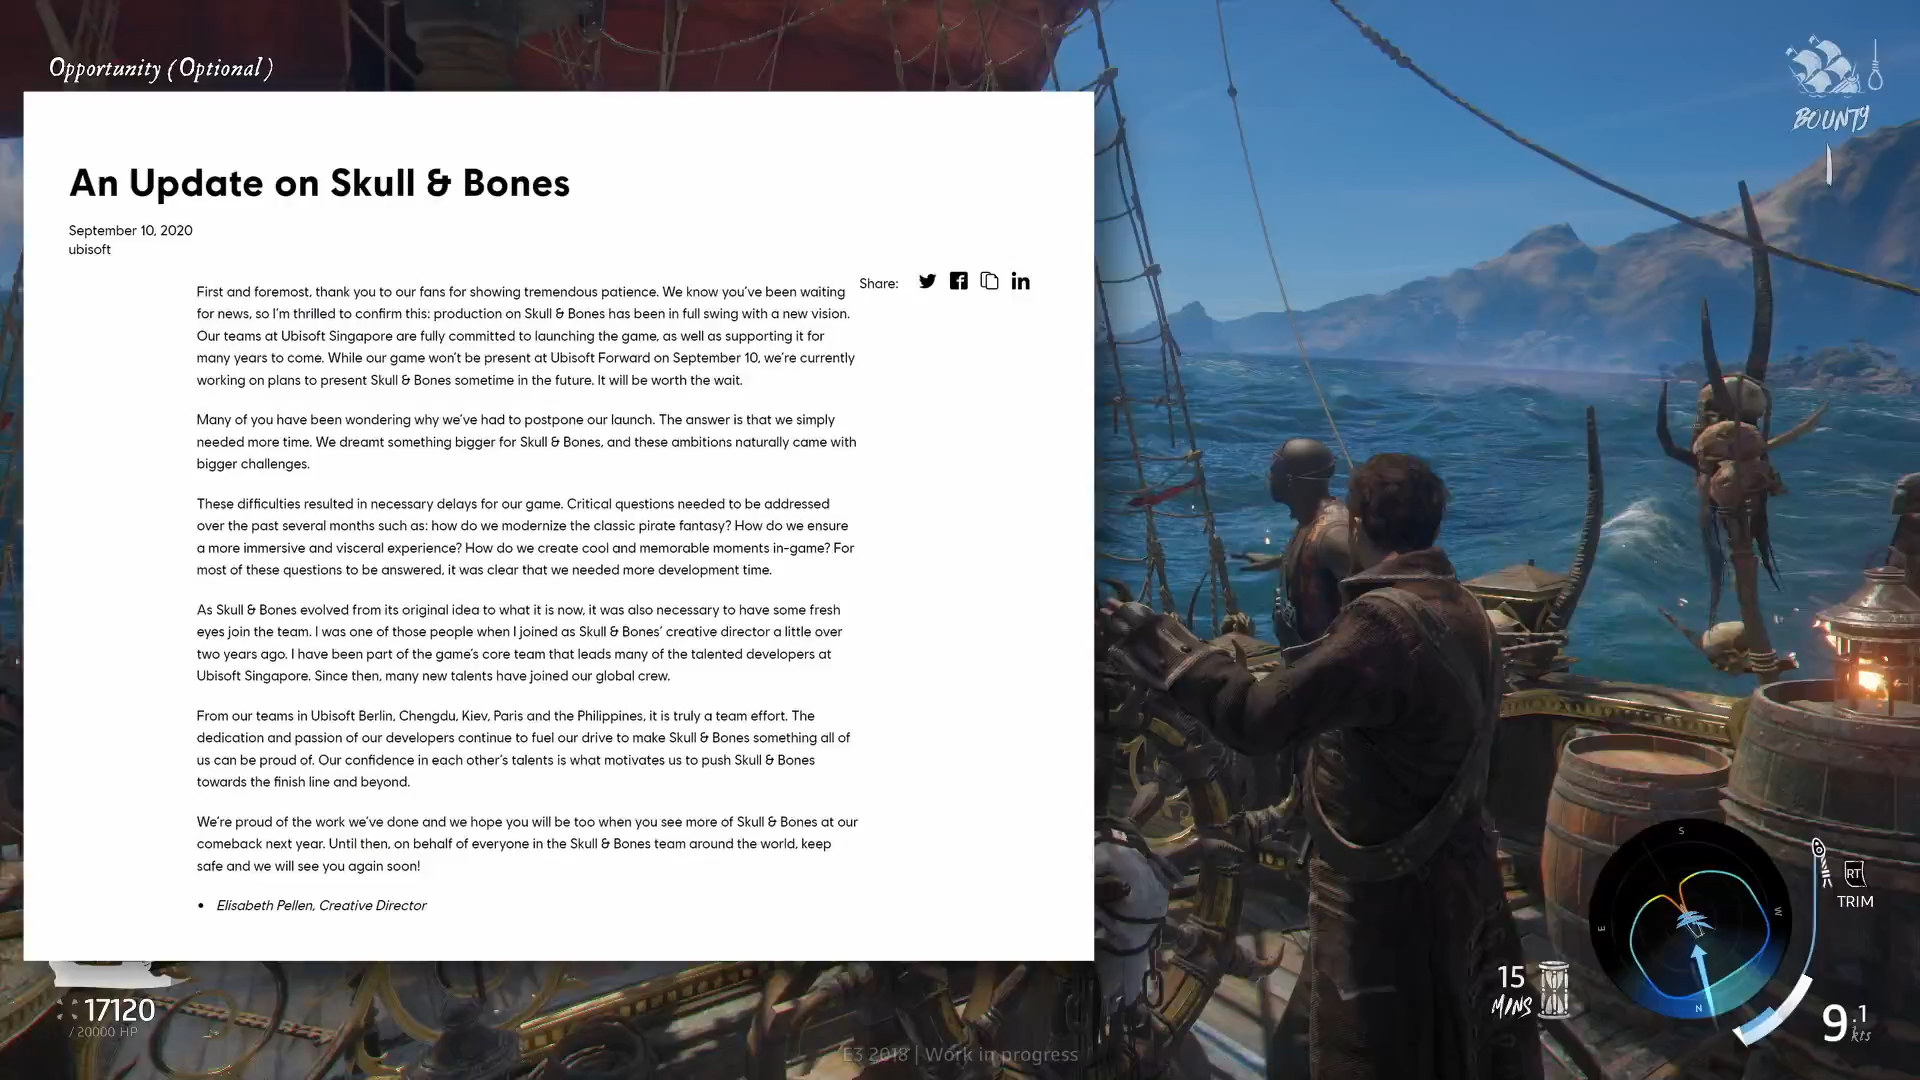 Opportunity (Optional)
BOUNTY
An Update on Skull & Bones
September 10, 2020
ubisoft
Share:
First and foremost, thank you to our fans for showing tremendous patience. We know you've been waiting
for news, so I'm thrilled to confirm this: production on Skull & Bones has been in full swing with a new vision.
Our teams at Ubisoft Singapore are fully committed to launching the game, as well as supporting it for
many years to come. While our game won't be present at Ubisoft Forward on September 10, we're currently
working on plans to present Skull & Bones sometime in the future. It will be worth the wait.
Many of you have been wondering why we've had to postpone our launch. The answer is that we simply
needed more time. We dreamt something bigger for Skull & Bones, and these ambitions naturally came with
bigger challenges.
These difficulties resulted in necessary delays for our game. Critical questions needed to be addressed
over the past several months such as: how do we modernize the classic pirate fantasy? How do we ensure
a more immersive and visceral experience? How do we create cool and memorable moments in-game? For
most of these questions to be answered, it was clear that we needed more development time.
As Skull & Bones evolved from its original idea to what it is now, it was also necessary to have some fresh
eyes join the team. I was one of those people when I joined as Skull & Bones' creative director a little over
two years ago. I have been part of the game's core team that leads many of the talented developers at
Ubisoft Singapore. Since then, many new talents have joined our global crew.
From our teams in Ubisoft Berlin, Chengdu, Kiev, Paris and the Philippines, it is truly a team effort. The
dedication and passion of our developers continue to fuel our drive to make Skull & Bones something all of
us can be proud of. Our confidence in each other's talents is what motivates us to push Skull & Bones
towards the finish line and beyond.
We're proud of the work we've done and we hope you will be too when you see more of Skull & Bones at our
comeback next year. Until then, on behalf of everyone in the Skull & Bones team around the world, keep
safe and we will see you again soon!
• Elisabeth Pellen, Creative Director
17120
/ 20000 HP
E3 2018 | Work in progress
15
MINS
S
W
E
N
RT
TRIM
9.1
kts